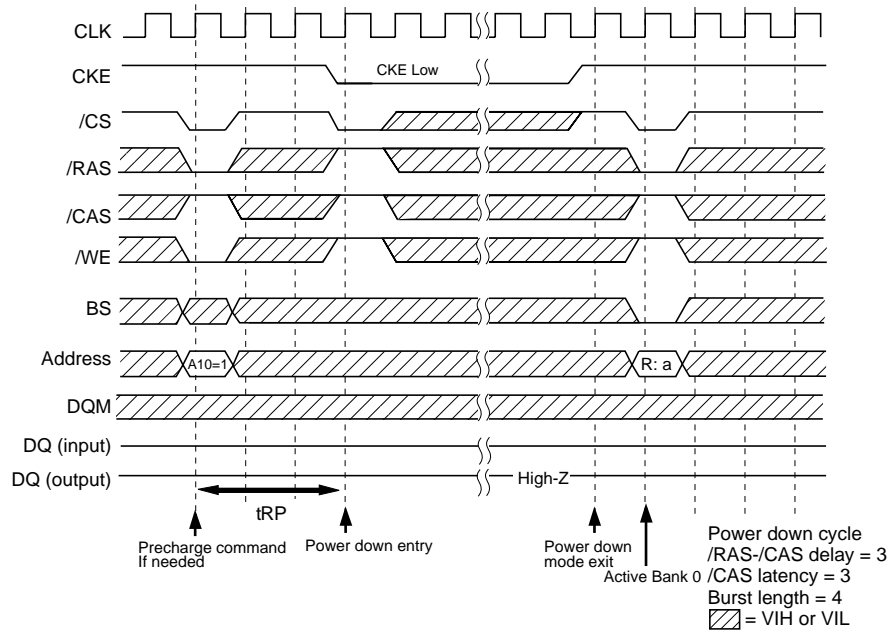 CLK
CKE
CKE Low
/CS
/RAS
/CAS
/WE
BS
Address
A10=1
R: a
DQM
DQ (input)
DQ (output)
High-Z
tRP
Precharge command
If needed
Power down entry
Power down
mode exit
Active Bank 0
Power down cycle
/RAS-/CAS delay = 3
/CAS latency = 3
Burst length = 4
= VIH or VIL